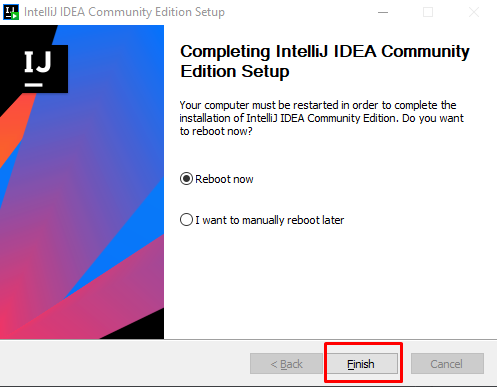 IntelliJ IDEA Community Edition Setup
IJ
Completing IntelliJ IDEA Community
Edition Setup
Your computer must be restarted in order to complete the
installation of IntelliJ IDEA Community Edition. Do you want
to reboot now?
Reboot now
I want to manually reboot later
< Back
Finish
Cancel